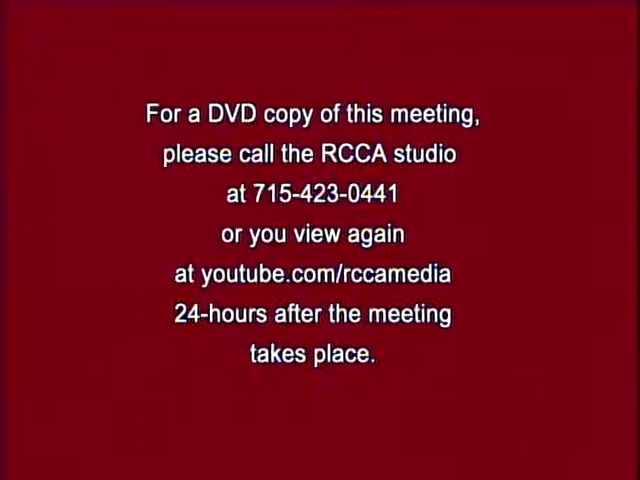 For a DVD copy of this meeting,
please call the RCCA studio
at 715-423-0441
or you view again
at youtube.com/rccamedia
24-hours after the meeting
takes place.